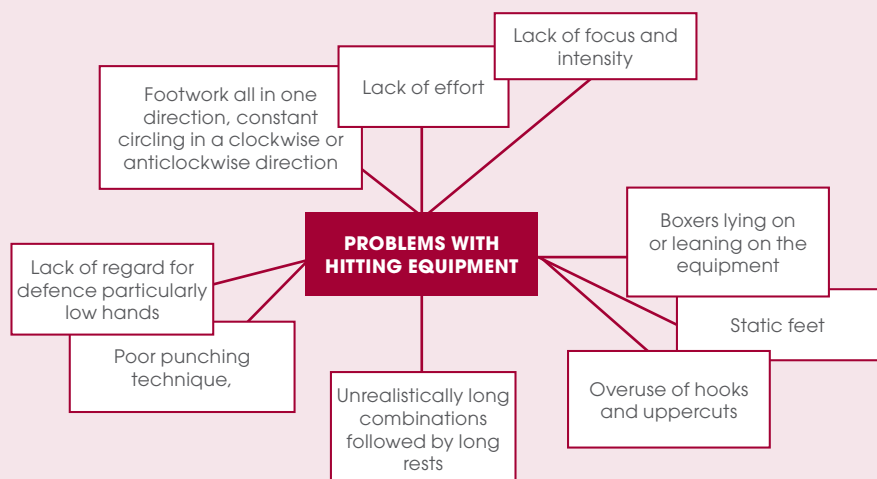 Lack of focus and
intensity
Lack of effort
Footwork all in one
direction, constant
circling in a clockwise or
anticlockwise direction
PROBLEMS WITH
HITTING EQUIPMENT
Boxers lying on
or leaning on the
equipment
Lack of regard for
defence particularly
low hands
Static feet
Poor punching
technique,
Overuse of hooks
and uppercuts
Unrealistically long
combinations
followed by long
rests